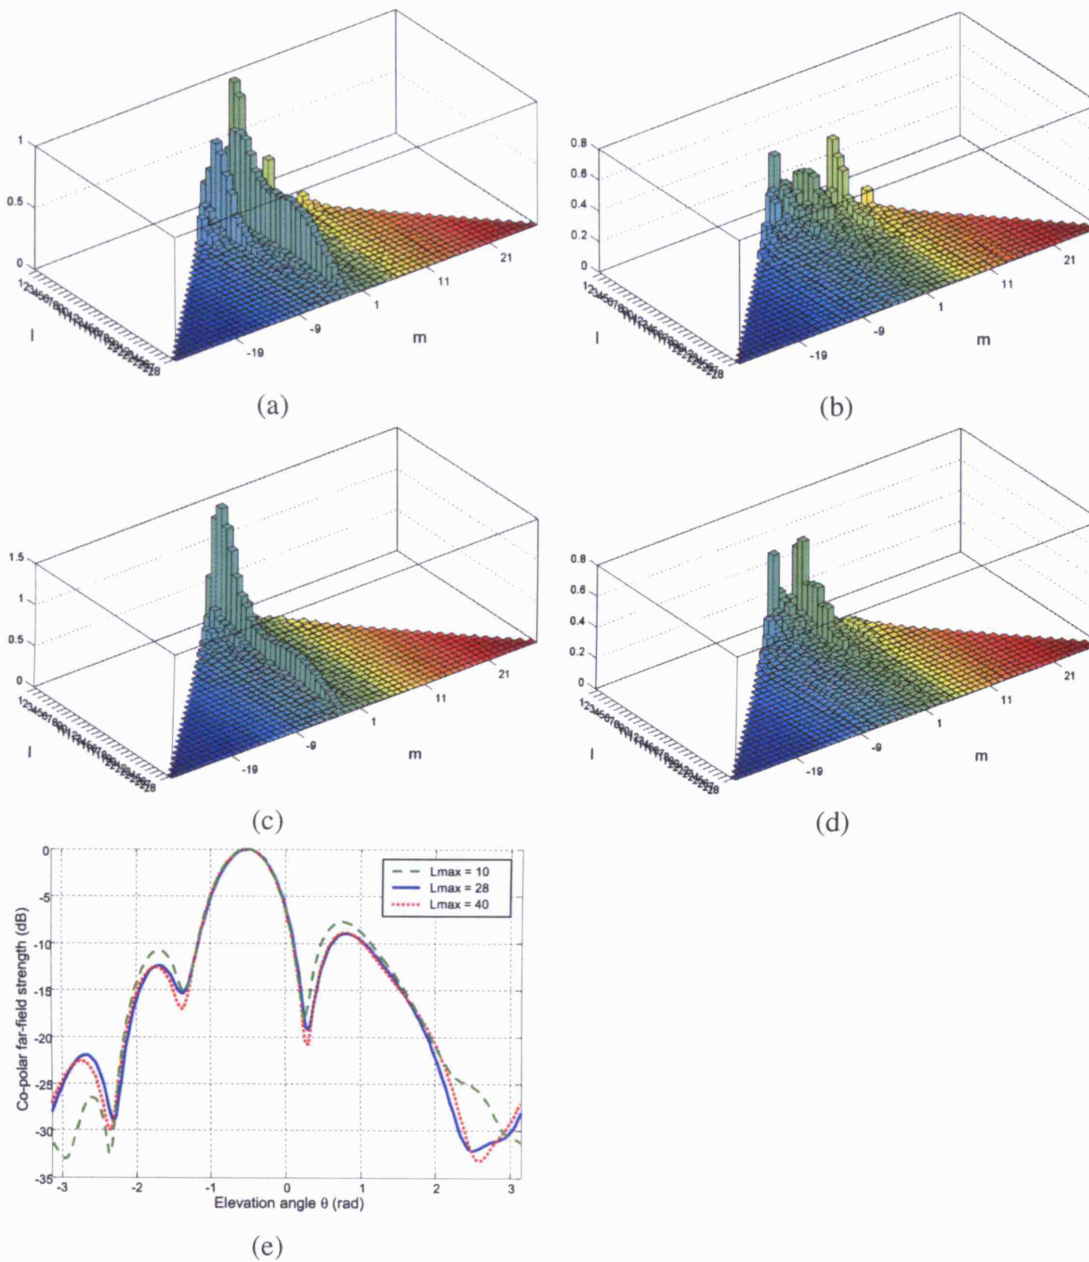 1
0.5
0
l
28
-19
-9
1
11
21
m
(a)
0.8
0.6
0.4
0.2
0
l
28
-19
-9
1
11
21
m
(b)
1.5
1
0.5
0
l
28
-19
-9
1
11
21
m
(c)
0.8
0.6
0.4
0.2
0
l
28
-19
-9
1
11
21
m
(d)
Co-polar far-field strength (dB)
0
-5
-10
-15
-20
-25
-30
-35
Lmax = 10
Lmax = 28
Lmax = 40
-3 -2 -1 0 1 2 3
Elevation angle θ (rad)
(e)